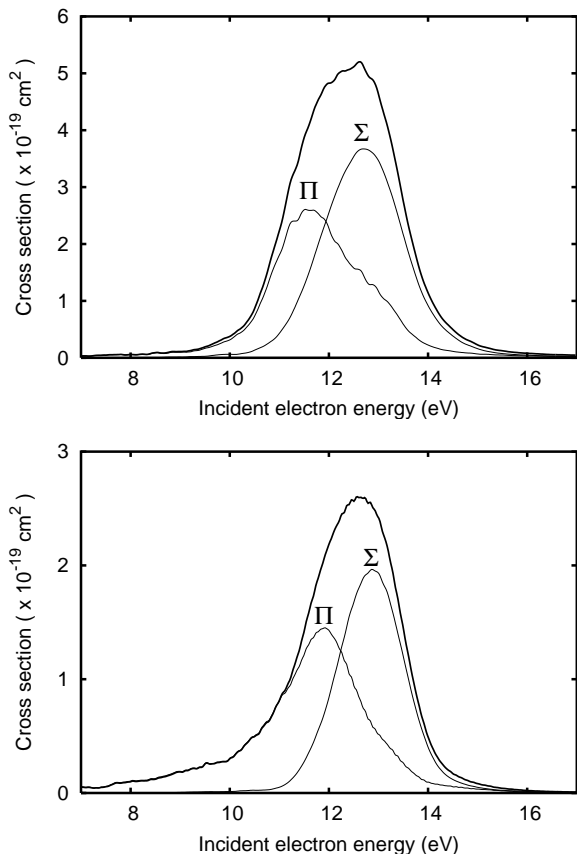 6
5
4
3
2
1
0
Cross section ( x 10-19 cm2 )
Π
Σ
8 10 12 14 16
Incident electron energy (eV)
3
2
1
0
Cross section ( x 10-19 cm2 )
Π
Σ
8 10 12 14 16
Incident electron energy (eV)